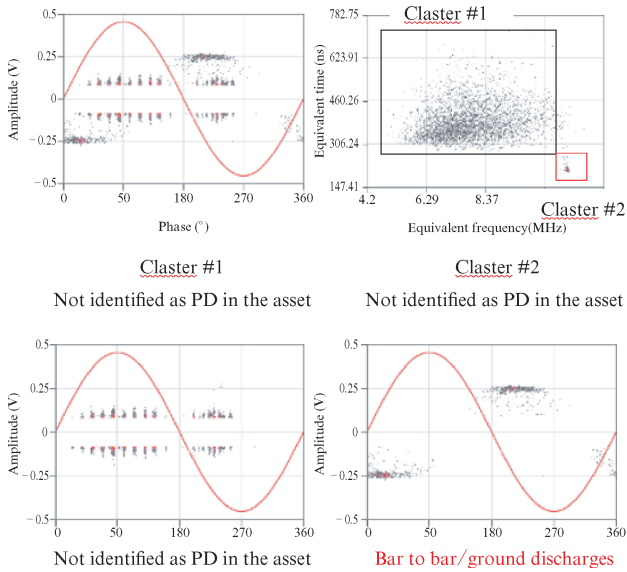 Amplitude (V)
0.5
0.25
0
−0.25
−0.5
0
50
180
270
360
Phase (°)
Claster #1
Equivalent time (ns)
782.75
623.91
460.26
306.24
147.41
4.2
6.29
8.37
Claster #2
Equivalent frequency(MHz)
Claster #1
Not identified as PD in the asset
Claster #2
Not identified as PD in the asset
Amplitude (V)
0.5
0.25
0
−0.25
−0.5
0
50
180
270
360
Not identified as PD in the asset
Amplitude (V)
0.5
0.25
0
−0.25
−0.5
0
50
180
270
360
Bar to bar/ground discharges